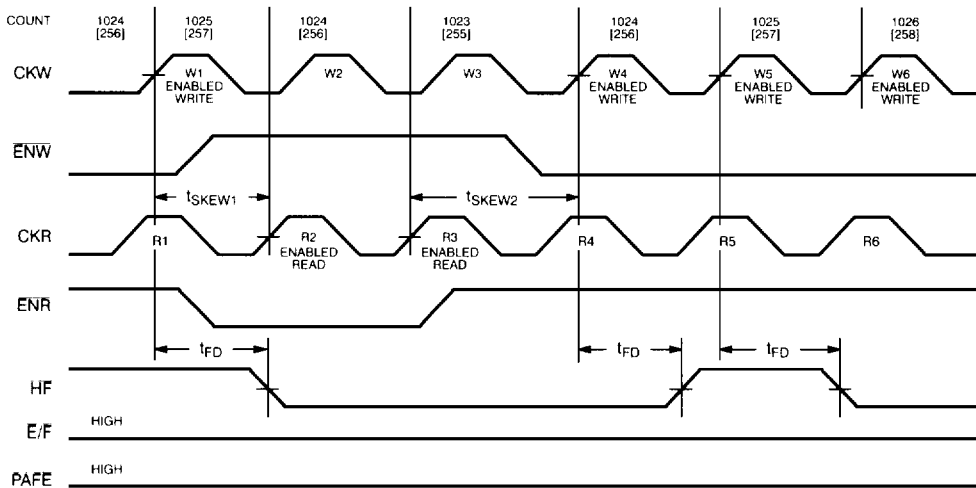 COUNT 1024 1025 1024 1023 1024 1025 1026
[256] [257] [256] [255] [256] [257] [258]
CKW W1 W2 W3 W4 W5 W6
ENABLED ENABLED ENABLED ENABLED
WRITE WRITE WRITE WRITE
ENW
tSKEW1 tSKEW2
CKR R1 R2 R3 R4 R5 R6
ENABLED ENABLED
READ READ
ENR
tFD tFD tFD
HF
E/F HIGH
PAFE HIGH